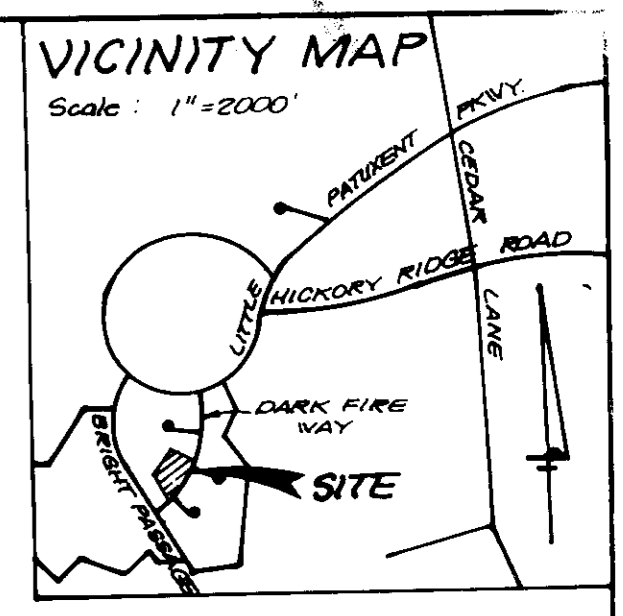 VICINITY MAP
Scale : 1"=2000'
PATUXENT PKWY.
CEDAR LANE
LITTLE
HICKORY RIDGE ROAD
DARK FIRE
WAY
BRIGHT PASSAGE
SITE